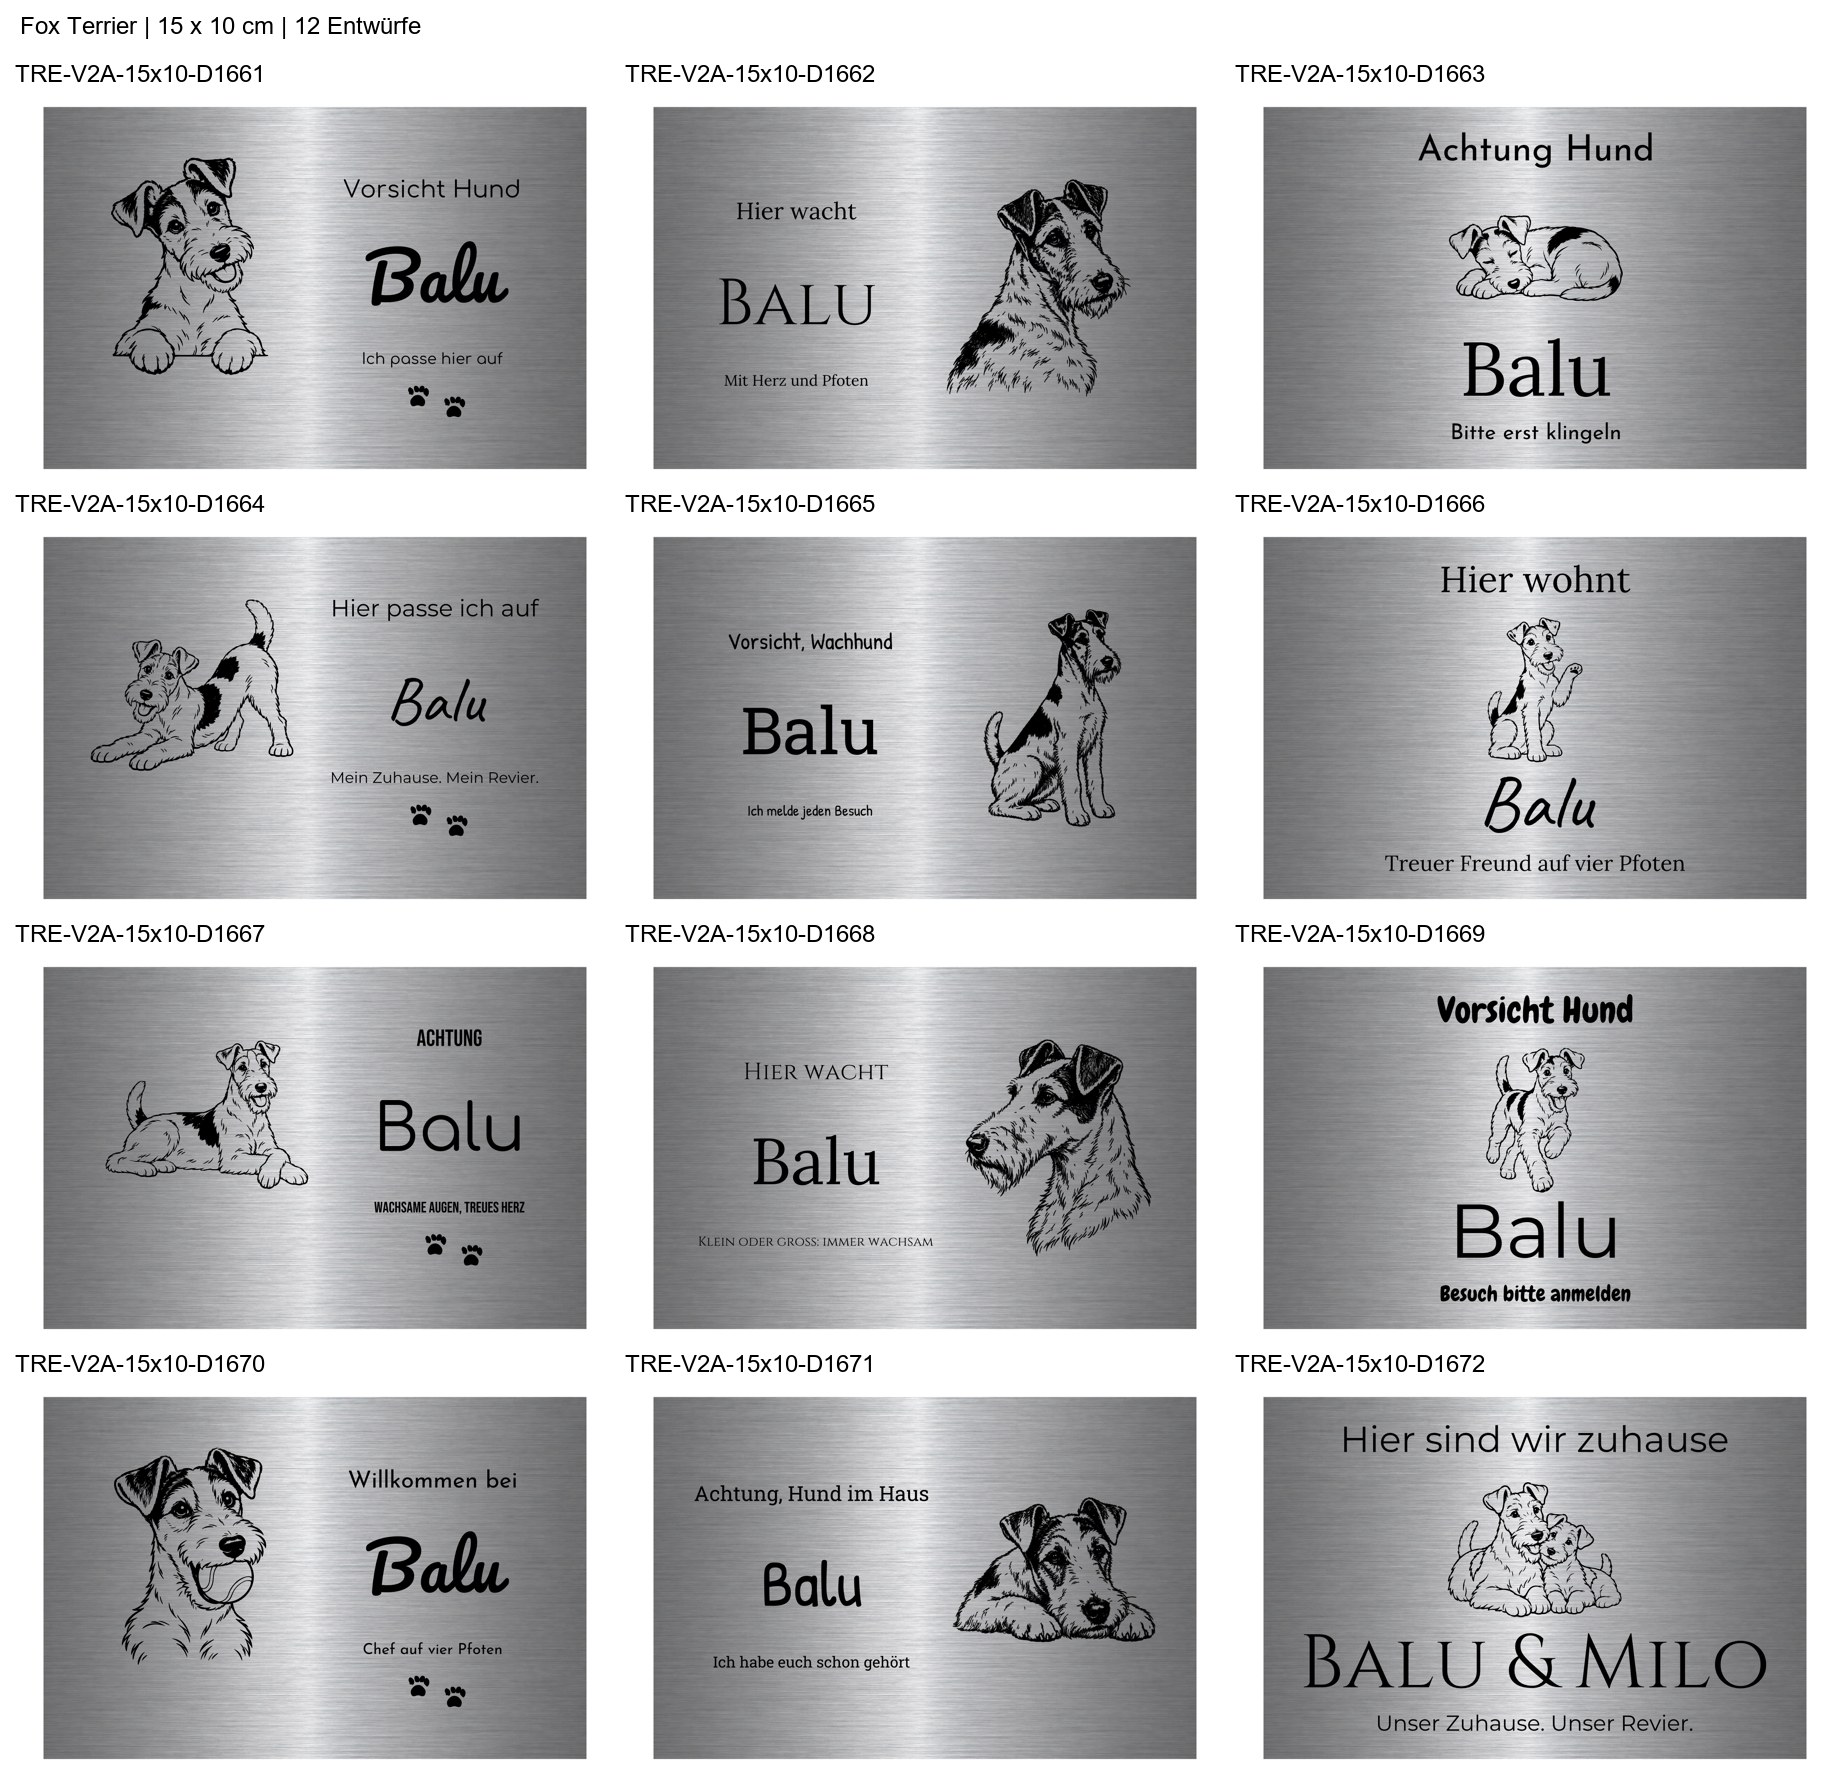 Fox Terrier | 15 x 10 cm | 12 Entwürfe
TRE-V2A-15x10-D1661
Vorsicht Hund
Balu
Ich passe hier auf
TRE-V2A-15x10-D1662
Hier wacht
BALU
Mit Herz und Pfoten
TRE-V2A-15x10-D1663
Achtung Hund
Balu
Bitte erst klingeln
TRE-V2A-15x10-D1664
Hier passe ich auf
Balu
Mein Zuhause. Mein Revier.
TRE-V2A-15x10-D1665
Vorsicht, Wachhund
Balu
Ich melde jeden Besuch
TRE-V2A-15x10-D1666
Hier wohnt
Balu
Treuer Freund auf vier Pfoten
TRE-V2A-15x10-D1667
ACHTUNG
Balu
WACHSAME AUGEN, TREUES HERZ
TRE-V2A-15x10-D1668
HIER WACHT
Balu
KLEIN ODER GROSS: IMMER WACHSAM
TRE-V2A-15x10-D1669
Vorsicht Hund
Balu
Besuch bitte anmelden
TRE-V2A-15x10-D1670
Willkommen bei
Balu
Chef auf vier Pfoten
TRE-V2A-15x10-D1671
Achtung, Hund im Haus
Balu
Ich habe euch schon gehört
TRE-V2A-15x10-D1672
Hier sind wir zuhause
BALU & MILO
Unser Zuhause. Unser Revier.